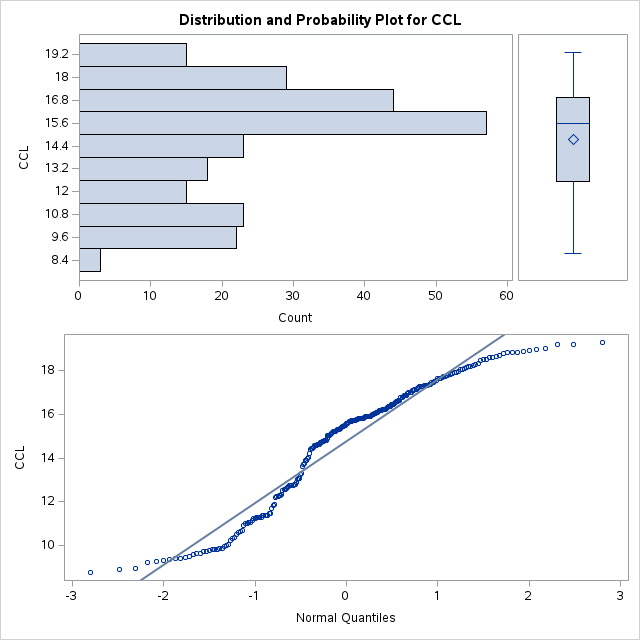 Distribution and Probability Plot for CCL
CCL
19.2
18
16.8
15.6
14.4
13.2
12
10.8
9.6
8.4
0 10 20 30 40 50 60
Count
CCL
18
16
14
12
10
-3 -2 -1 0 1 2 3
Normal Quantiles